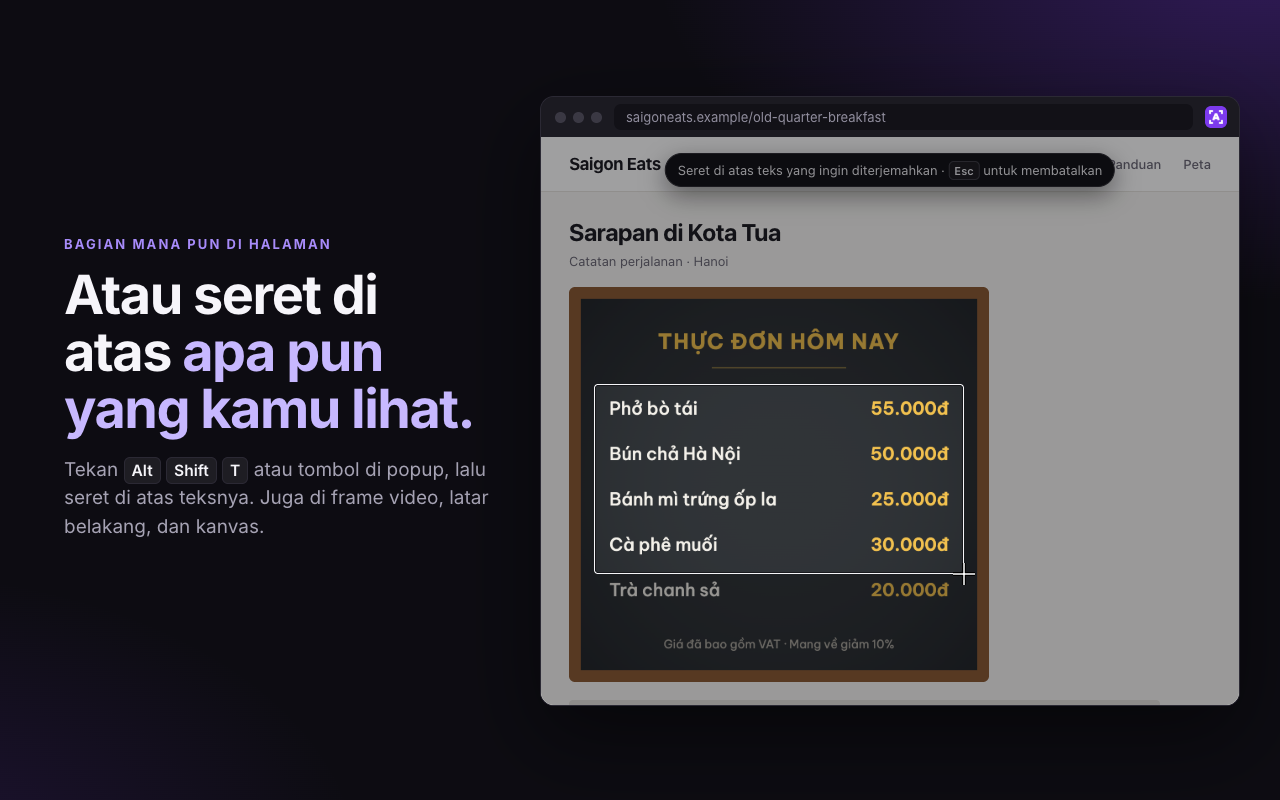 BAGIAN MANA PUN DI HALAMAN
Atau seret di
atas apa pun
yang kamu lihat.
Tekan Alt Shift T atau tombol di popup, lalu
seret di atas teksnya. Juga di frame video, latar
belakang, dan kanvas.
saigoneats.example/old-quarter-breakfast
Saigon Eats
Seret di atas teks yang ingin diterjemahkan · Esc untuk membatalkan
Panduan Peta
Sarapan di Kota Tua
Catatan perjalanan · Hanoi
THỰC ĐƠN HÔM NAY
Phở bò tái 55.000đ
Bún chả Hà Nội 50.000đ
Bánh mì trứng ốp la 25.000đ
Cà phê muối 30.000đ
Trà chanh sả 20.000đ
Giá đã bao gồm VAT · Mang về giảm 10%